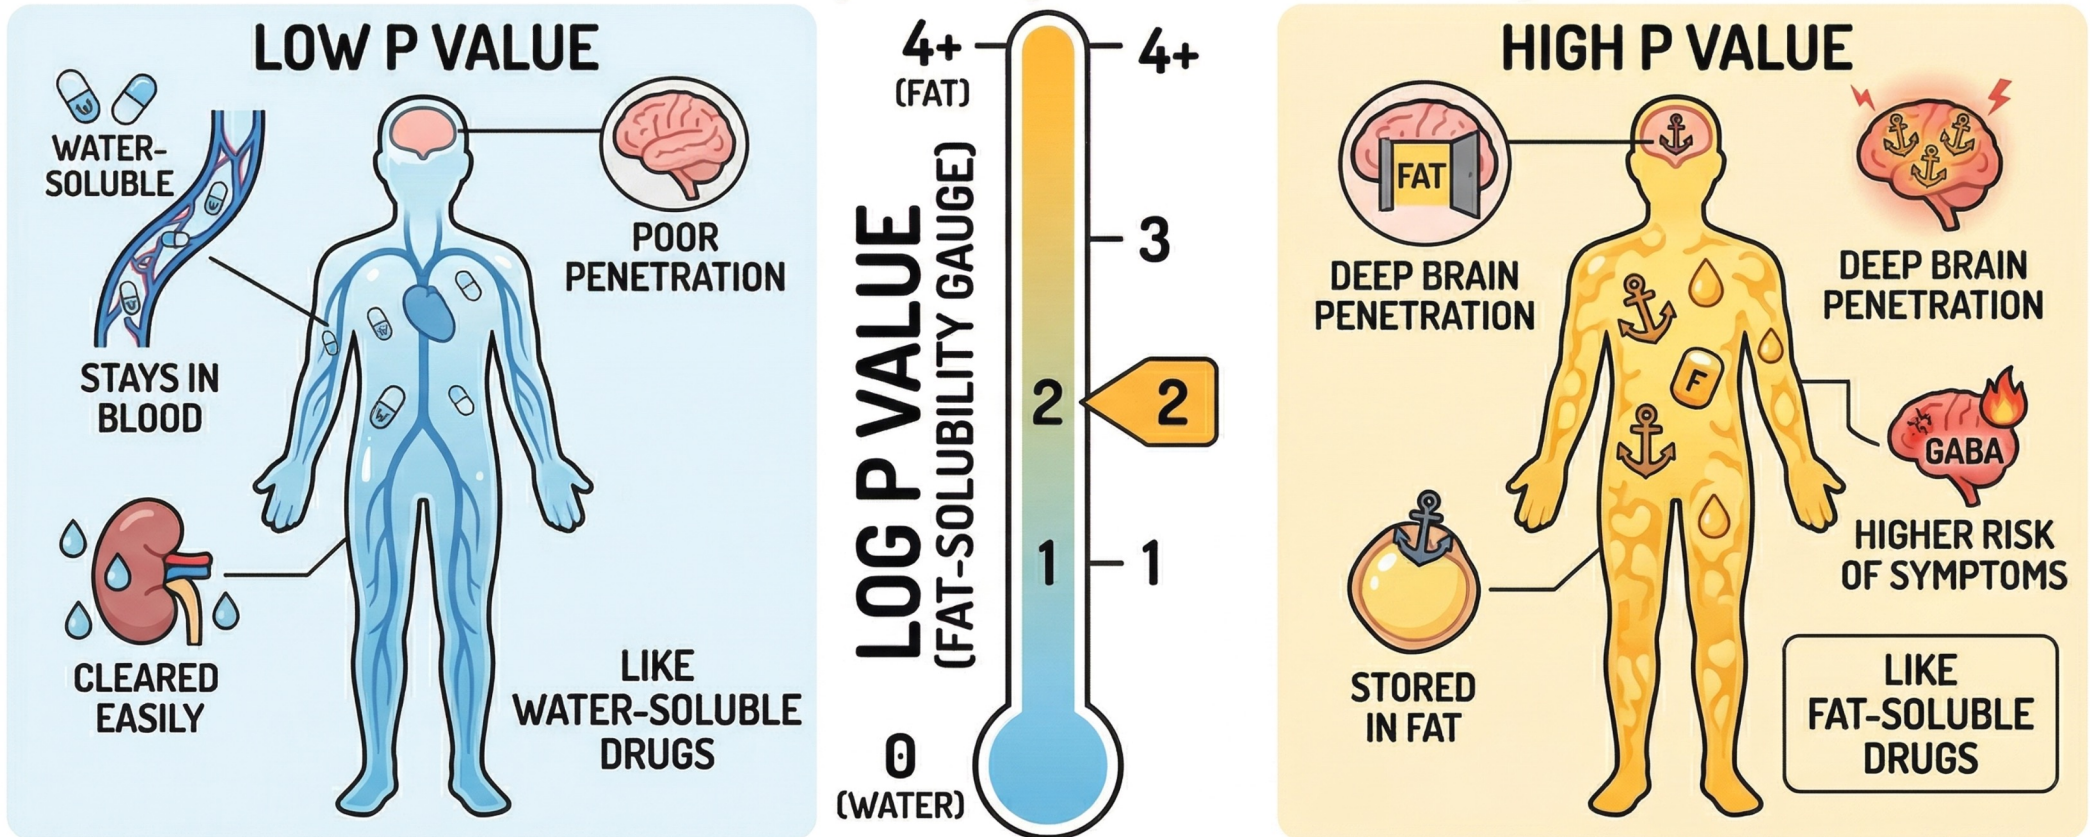 LOW P VALUE
WATER-
SOLUBLE
STAYS IN
BLOOD
CLEARED
EASILY
POOR
PENETRATION
LIKE
WATER-SOLUBLE
DRUGS
LOG P VALUE
(FAT-SOLUBILITY GAUGE)
4+
(FAT)
4+
3
2
2
1
1
0
(WATER)
HIGH P VALUE
FAT
DEEP BRAIN
PENETRATION
DEEP BRAIN
PENETRATION
F
GABA
HIGHER RISK
OF SYMPTOMS
STORED
IN FAT
LIKE
FAT-SOLUBLE
DRUGS